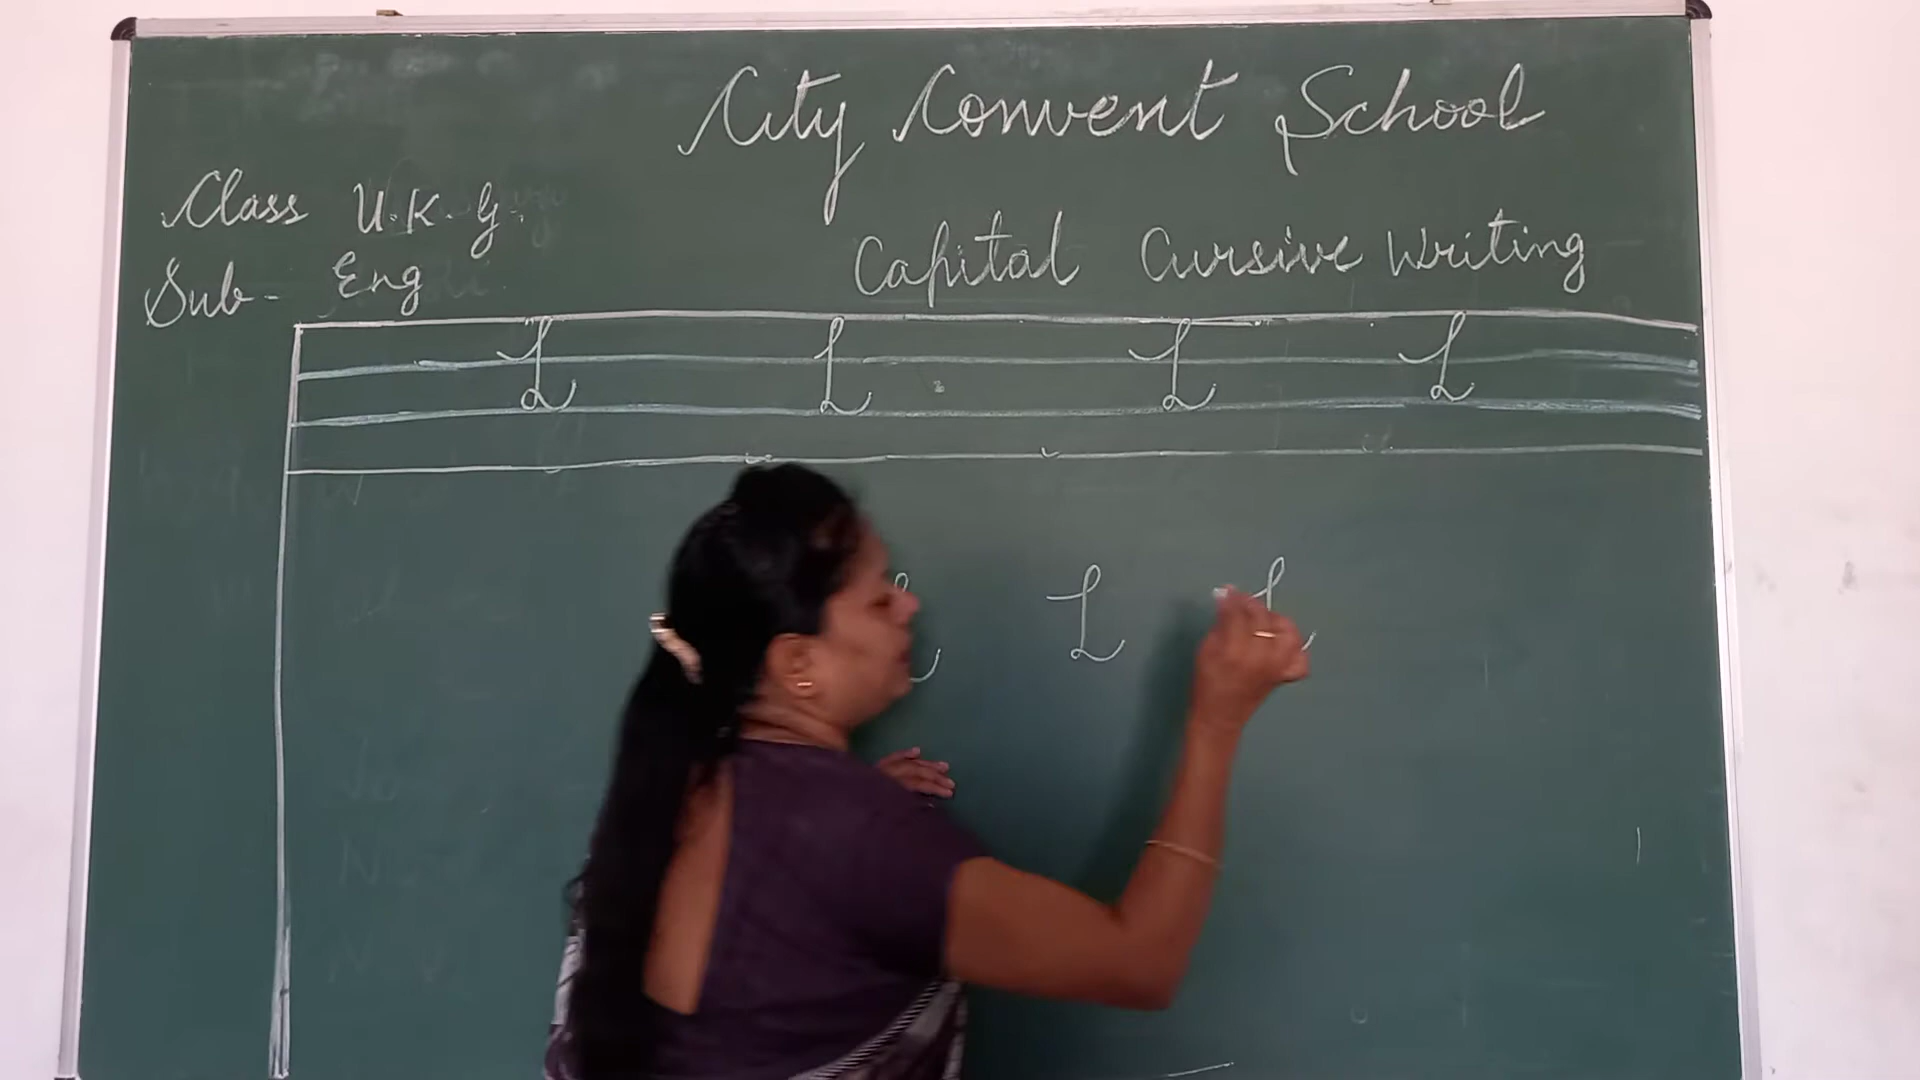 City Convent School
Class U.K.G.
Sub- Eng
Capital Cursive Writing
L L L L
L L L